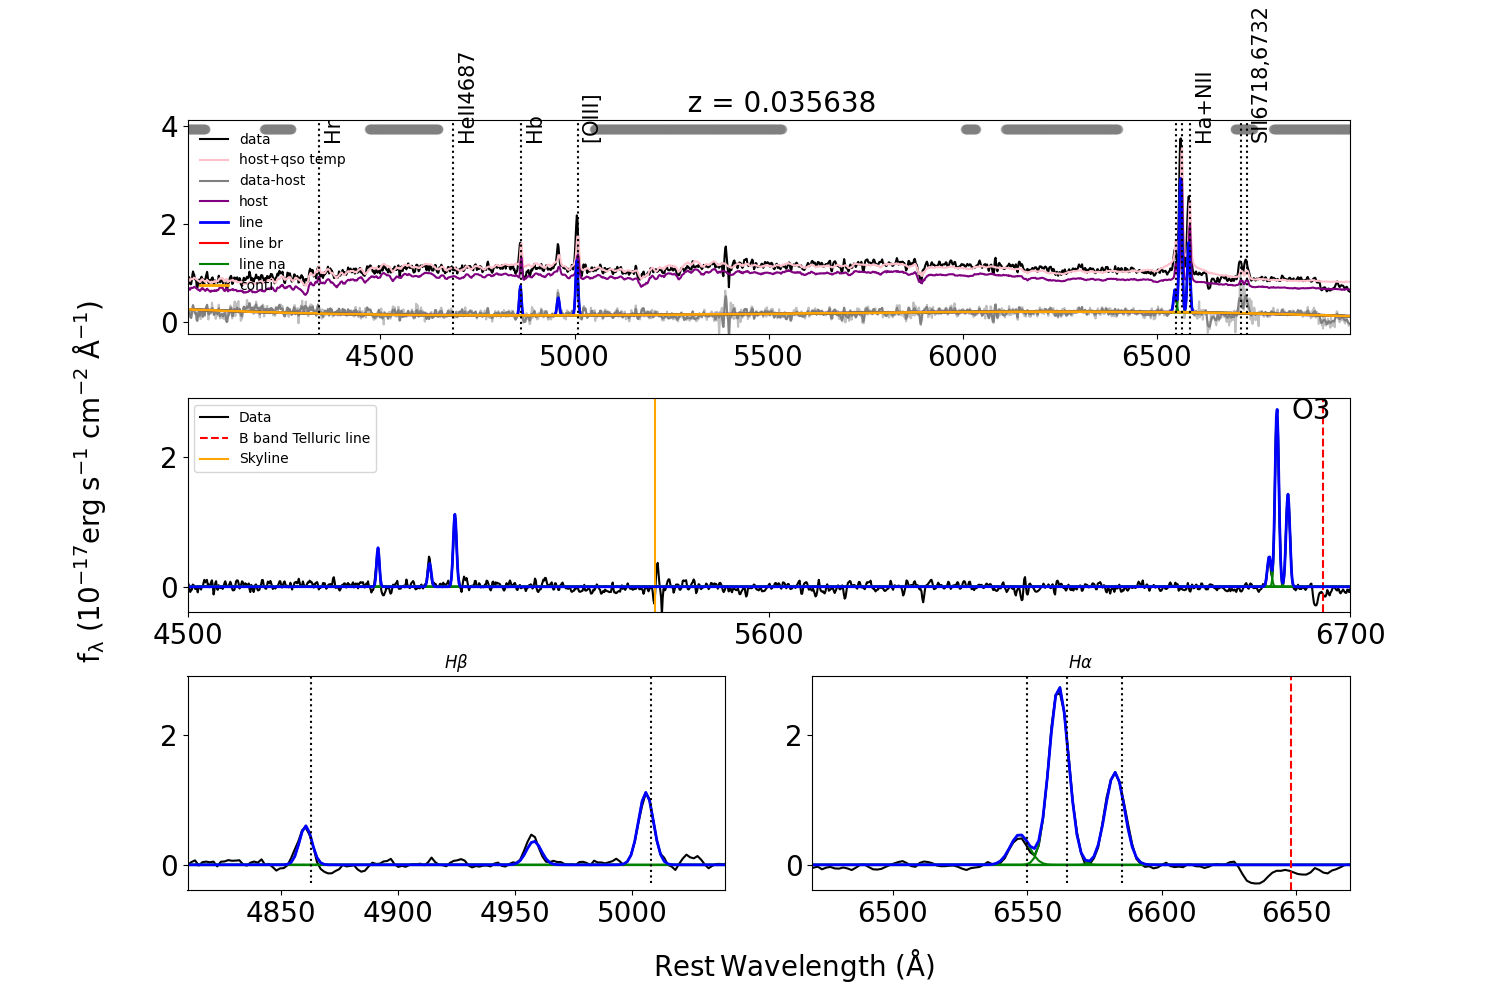 z = 0.035638
Hr
HeII4687
Hb
[OIII]
Ha+NII
SII6718,6732
data
host+qso temp
data-host
host
line
line br
line na
conti
4
2
0
4500
5000
5500
6000
6500
fλ (10⁻¹⁷erg s⁻¹ cm⁻² Å⁻¹)
Data
B band Telluric line
Skyline
O3
2
0
4500
5600
6700
Hβ
2
0
4850
4900
4950
5000
Hα
2
0
6500
6550
6600
6650
Rest Wavelength (Å)